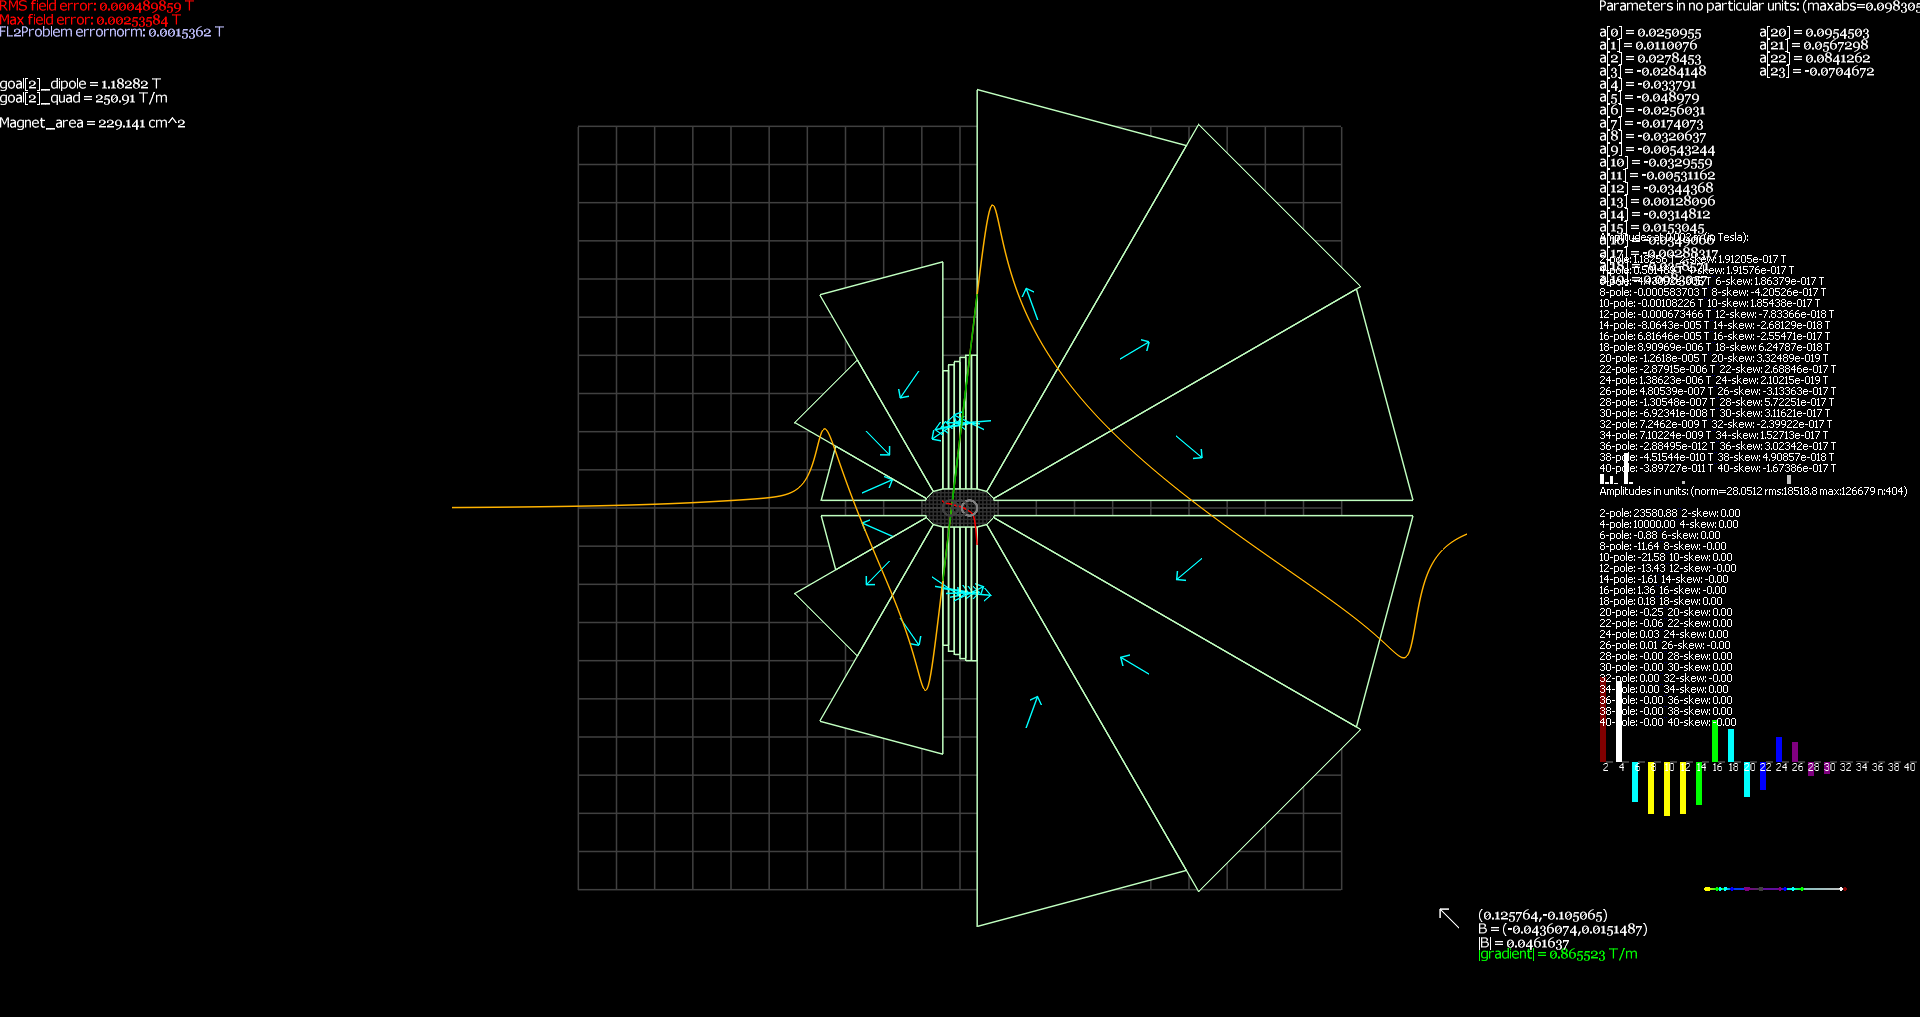 RMS field error: 0.000489859 T
Max field error: 0.00253584 T
FL2Problem errornorm: 0.0015362 T
goal[2]_dipole = 1.18282 T
goal[2]_quad = 250.91 T/m
Magnet_area = 229.141 cm^2
Parameters in no particular units: (maxabs=0.098305
a[0] = 0.0250955
a[1] = 0.0110076
a[2] = 0.0278453
a[3] = -0.0284148
a[4] = -0.033791
a[5] = -0.048979
a[6] = -0.0256031
a[7] = -0.0174073
a[8] = -0.0320637
a[9] = -0.00543244
a[10] = -0.0329559
a[11] = -0.00531162
a[12] = -0.0344368
a[13] = 0.00128096
a[14] = -0.0314812
a[15] = 0.0153045
a[20] = 0.0954503
a[21] = 0.0567298
a[22] = 0.0841262
a[23] = -0.0704672
8-pole: -0.000583703 T 8-skew: -4.20526e-017 T
10-pole: -0.00108226 T 10-skew: 1.85438e-017 T
12-pole: -0.000673466 T 12-skew: -7.83366e-018 T
14-pole: -8.0643e-005 T 14-skew: -2.68129e-018 T
16-pole: 6.81646e-005 T 16-skew: -2.55471e-017 T
18-pole: 8.90969e-006 T 18-skew: 6.24787e-018 T
20-pole: -1.2618e-005 T 20-skew: 3.32489e-019 T
22-pole: -2.87915e-006 T 22-skew: 2.68846e-017 T
24-pole: 1.38623e-006 T 24-skew: 2.10215e-019 T
26-pole: 4.80539e-007 T 26-skew: -3.13363e-017 T
28-pole: -1.30548e-007 T 28-skew: 5.72251e-017 T
30-pole: -6.92341e-008 T 30-skew: 3.11621e-017 T
32-pole: 7.2462e-009 T 32-skew: -2.39922e-017 T
34-pole: 7.10224e-009 T 34-skew: 1.52713e-017 T
36-pole: -2.88495e-012 T 36-skew: 3.02342e-017 T
38-pole: -4.51544e-010 T 38-skew: 4.90857e-018 T
40-pole: -3.89727e-011 T 40-skew: -1.67386e-017 T
Amplitudes in units: (norm=28.0512 rms:18518.8 max:126679 n:404)
2-pole: 23580.88 2-skew: 0.00
4-pole: 10000.00 4-skew: 0.00
6-pole: -0.88 6-skew: 0.00
8-pole: -11.64 8-skew: -0.00
10-pole: -21.58 10-skew: 0.00
12-pole: -13.43 12-skew: -0.00
14-pole: -1.61 14-skew: -0.00
16-pole: 1.36 16-skew: -0.00
18-pole: 0.18 18-skew: 0.00
20-pole: -0.25 20-skew: 0.00
22-pole: -0.06 22-skew: 0.00
24-pole: 0.03 24-skew: 0.00
26-pole: 0.01 26-skew: -0.00
28-pole: -0.00 28-skew: 0.00
30-pole: -0.00 30-skew: 0.00
32-pole: 0.00 32-skew: -0.00
34-pole: 0.00 34-skew: 0.00
36-pole: -0.00 36-skew: 0.00
38-pole: -0.00 38-skew: 0.00
40-pole: -0.00 40-skew: 0.00
2 4 6 8 10 12 14 16 18 20 22 24 26 28 30 32 34 36 38 40
(0.125764,-0.105065)
B = (-0.0436074,0.0151487)
|B| = 0.0461637
|gradient| = 0.865523 T/m